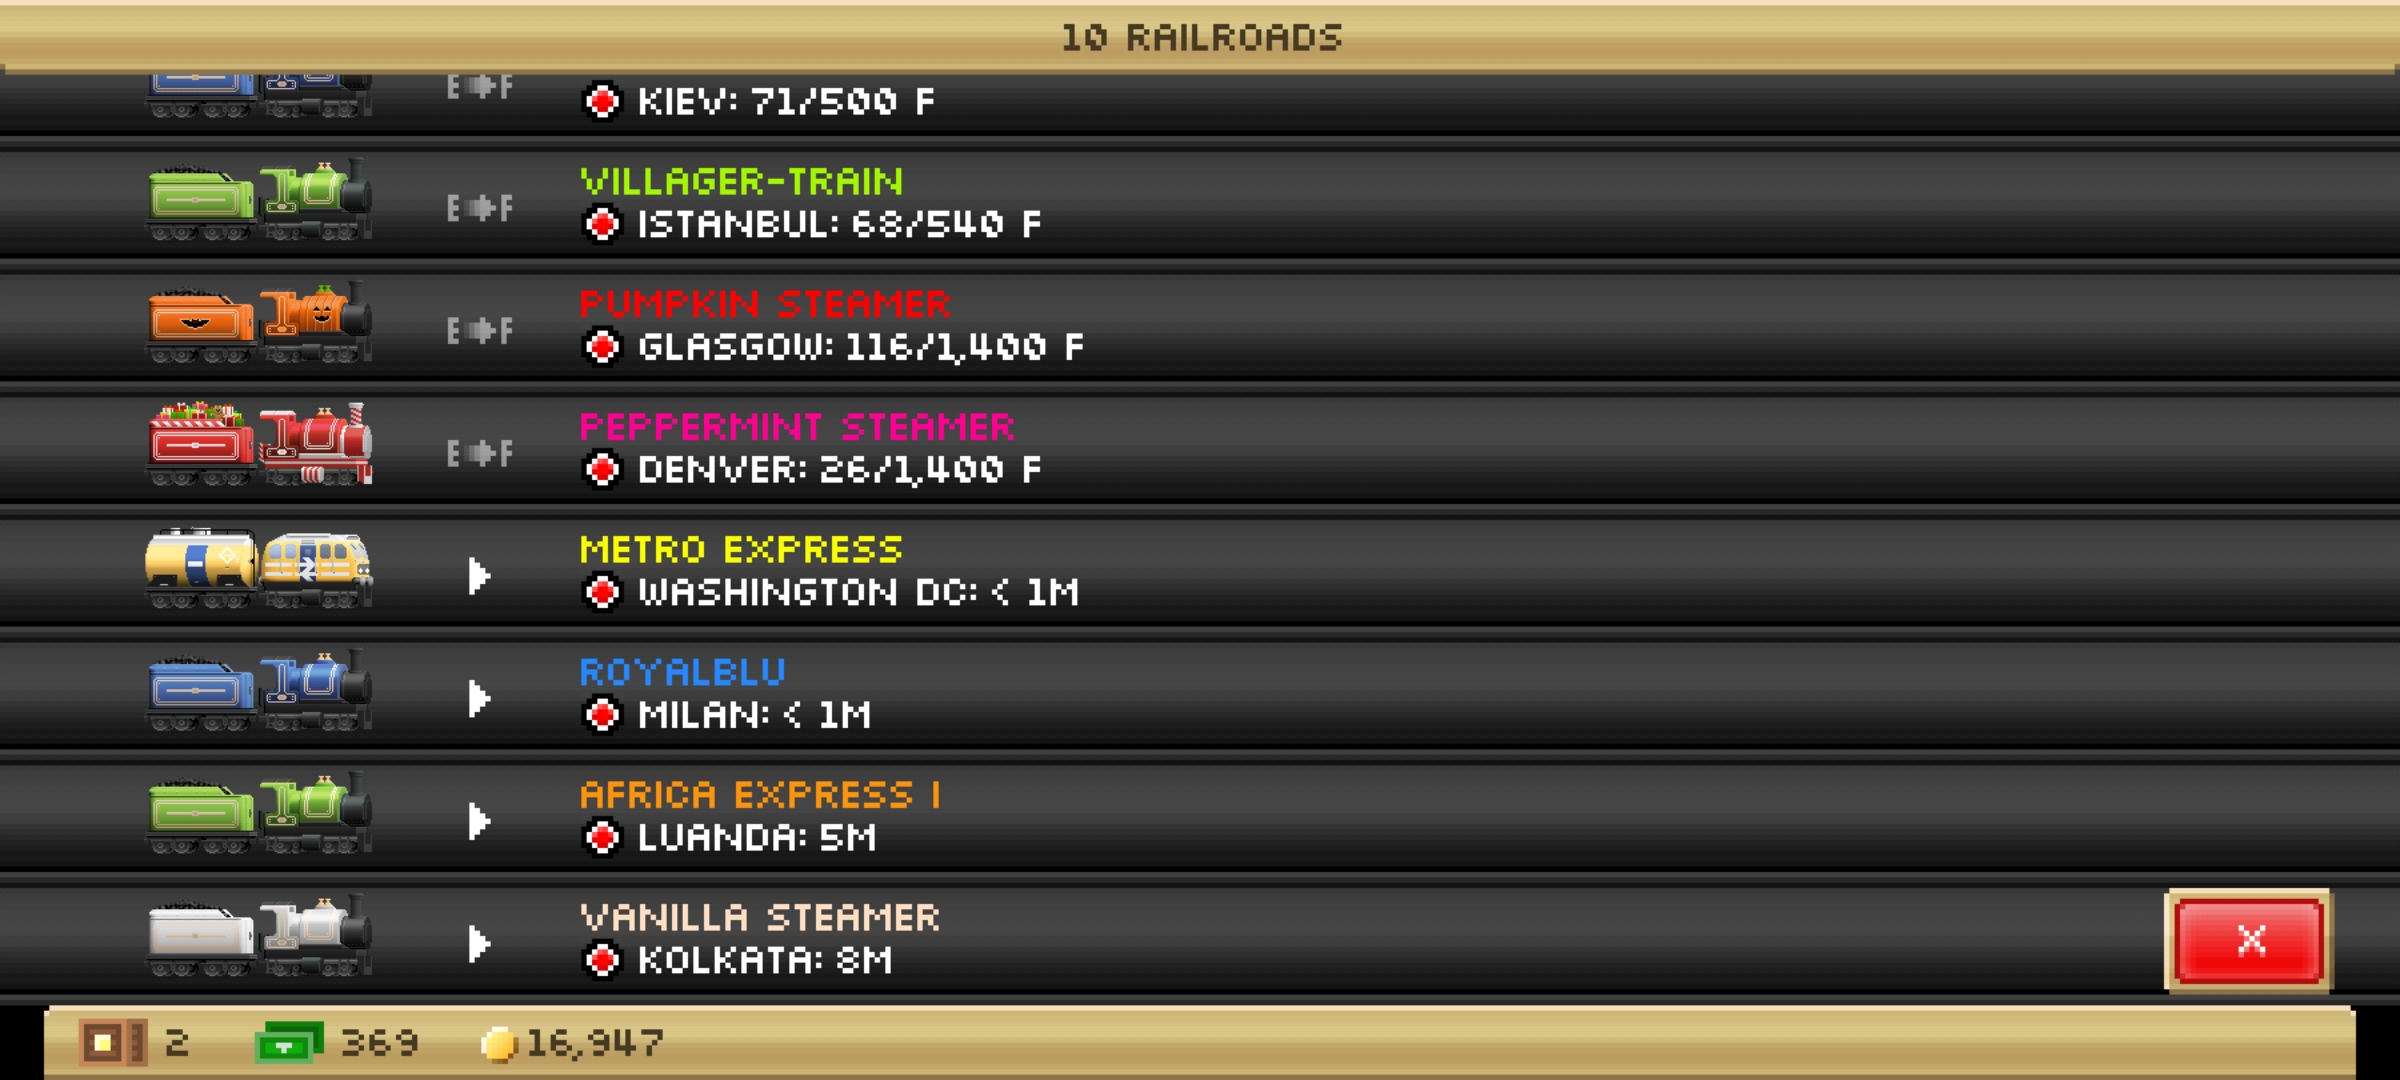 10 RAILROADS
E F
KIEV: 71/500 F
VILLAGER-TRAIN
E F
ISTANBUL: 68/540 F
PUMPKIN STEAMER
E F
GLASGOW: 116/1,400 F
PEPPERMINT STEAMER
E F
DENVER: 26/1,400 F
METRO EXPRESS
WASHINGTON DC: < 1M
ROYALBLU
MILAN: < 1M
AFRICA EXPRESS I
LUANDA: 5M
VANILLA STEAMER
KOLKATA: 8M
X
2 369 16,947